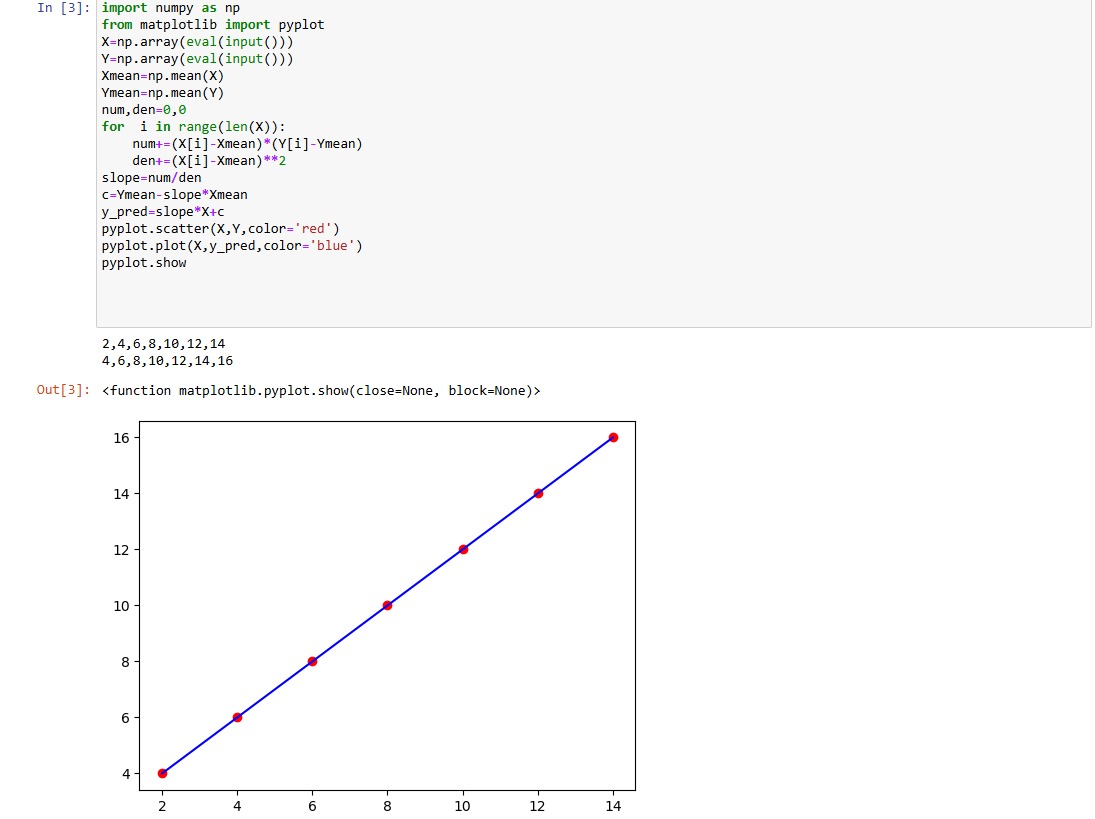 In [3]: import numpy as np
from matplotlib import pyplot
X=np.array(eval(input()))
Y=np.array(eval(input()))
Xmean=np.mean(X)
Ymean=np.mean(Y)
num,den=0,0
for  i in range(len(X)):
    num+=(X[i]-Xmean)*(Y[i]-Ymean)
    den+=(X[i]-Xmean)**2
slope=num/den
c=Ymean-slope*Xmean
y_pred=slope*X+c
pyplot.scatter(X,Y,color='red')
pyplot.plot(X,y_pred,color='blue')
pyplot.show
2,4,6,8,10,12,14
4,6,8,10,12,14,16
Out[3]: <function matplotlib.pyplot.show(close=None, block=None)>
16
14
12
10
8
6
4
2 4 6 8 10 12 14